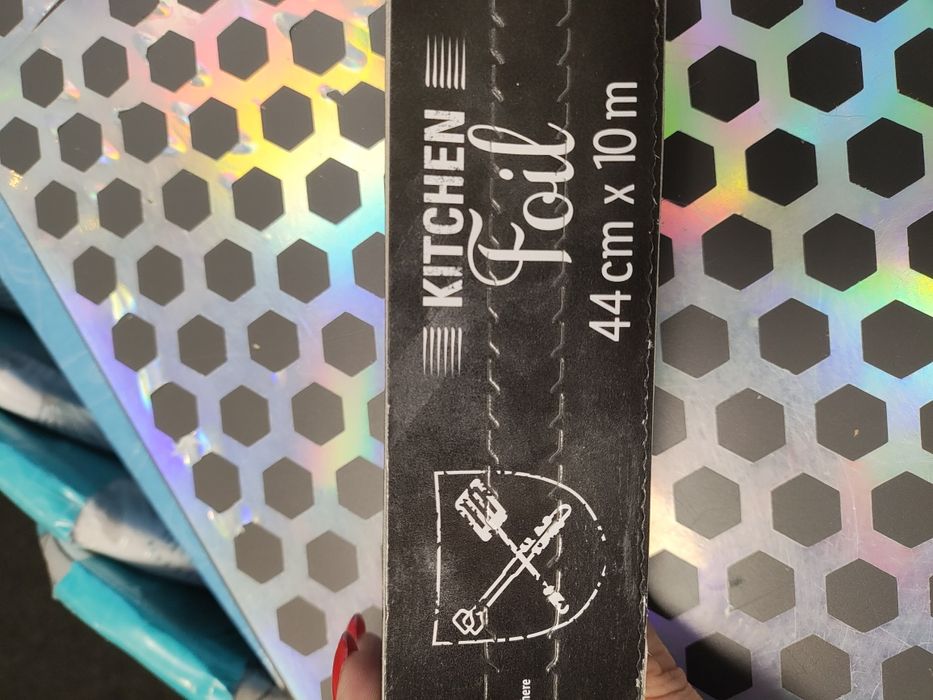 KITCHEN
Foil
44 cm x 10 m